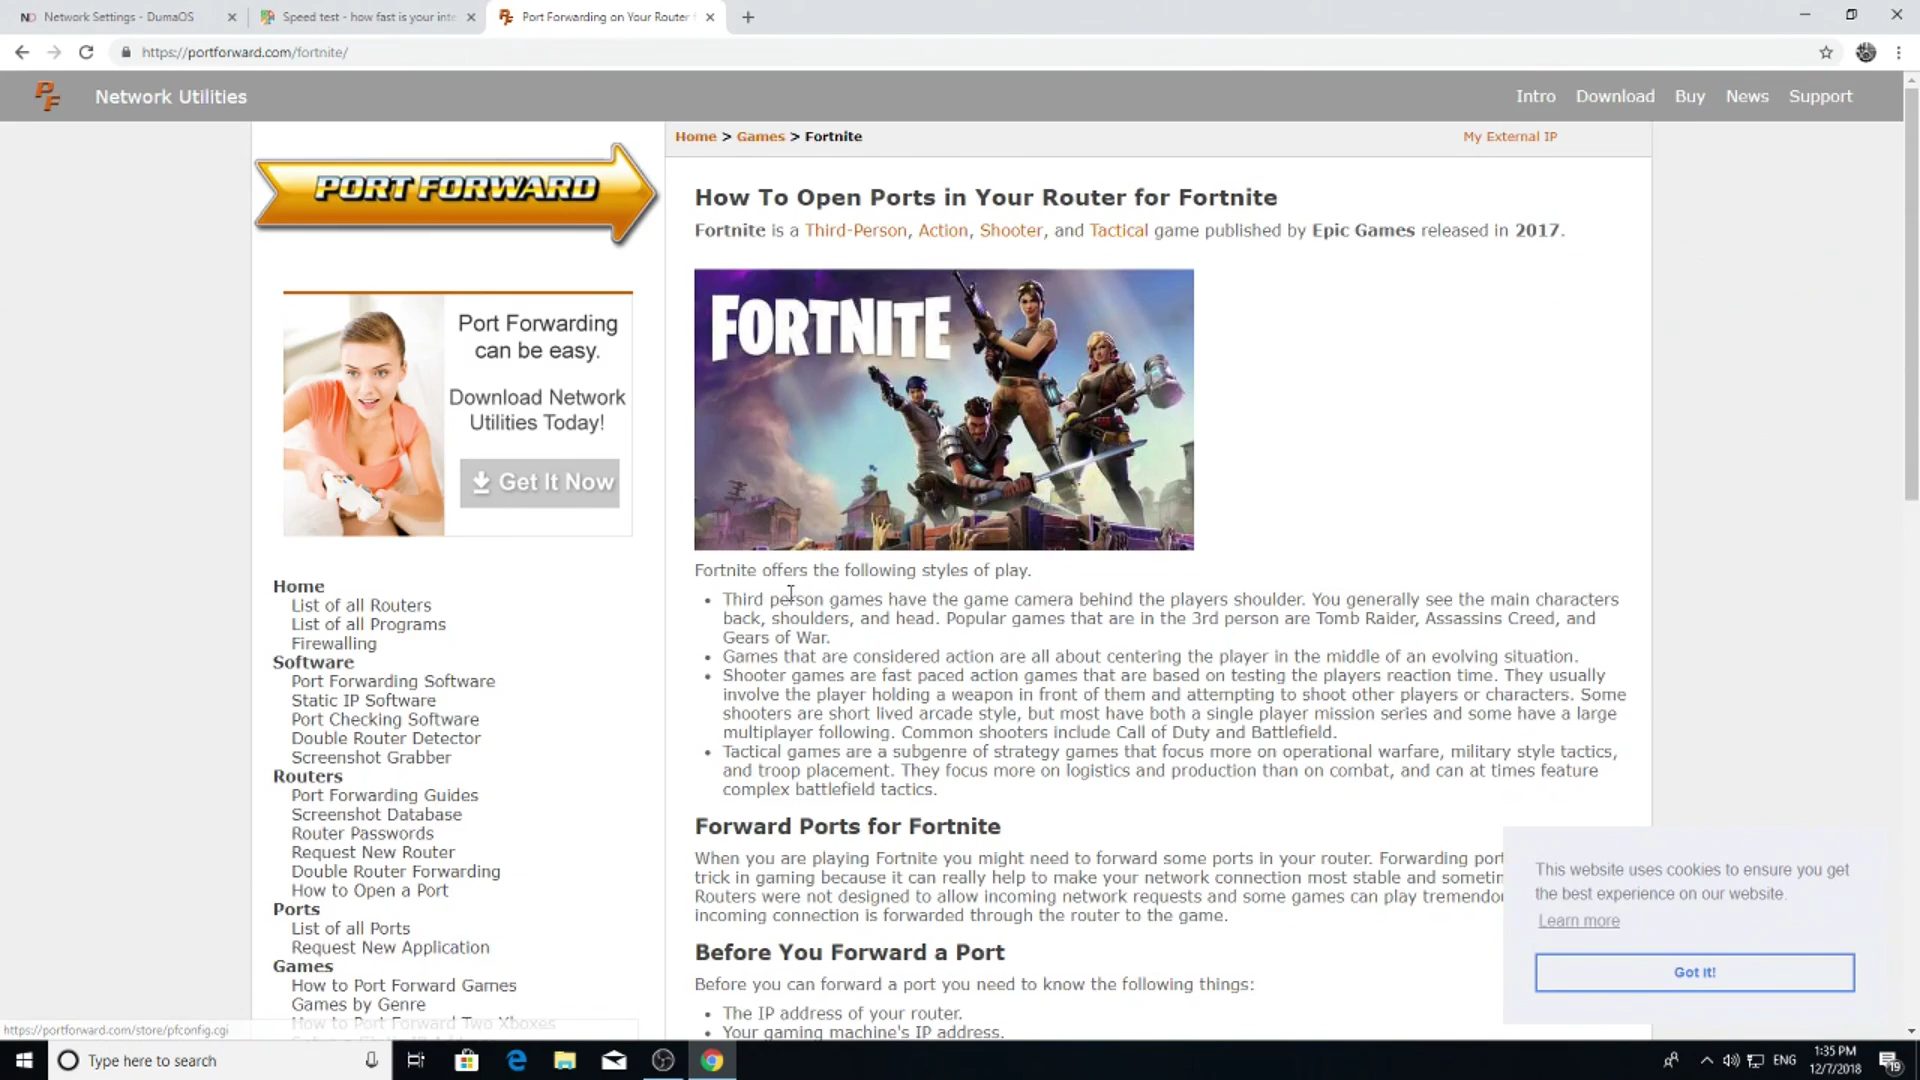 Network Settings - DumaOS
Speed test - how fast is your inte
Port Forwarding on Your Router
https://portforward.com/fortnite/
PF
Network Utilities
Intro Download Buy News Support
PORT FORWARD
Port Forwarding
can be easy.
Download Network
Utilities Today!
Get It Now
Home
List of all Routers
List of all Programs
Firewalling
Software
Port Forwarding Software
Static IP Software
Port Checking Software
Double Router Detector
Screenshot Grabber
Routers
Port Forwarding Guides
Screenshot Database
Router Passwords
Request New Router
Double Router Forwarding
How to Open a Port
Ports
List of all Ports
Request New Application
Games
How to Port Forward Games
Games by Genre
How to Port Forward Two Xboxes
Home > Games > Fortnite
My External IP
How To Open Ports in Your Router for Fortnite
Fortnite is a Third-Person, Action, Shooter, and Tactical game published by Epic Games released in 2017.
FORTNITE
Fortnite offers the following styles of play.
• Third person games have the game camera behind the players shoulder. You generally see the main characters
back, shoulders, and head. Popular games that are in the 3rd person are Tomb Raider, Assassins Creed, and
Gears of War.
• Games that are considered action are all about centering the player in the middle of an evolving situation.
• Shooter games are fast paced action games that are based on testing the players reaction time. They usually
involve the player holding a weapon in front of them and attempting to shoot other players or characters. Some
shooters are short lived arcade style, but most have both a single player mission series and some have a large
multiplayer following. Common shooters include Call of Duty and Battlefield.
• Tactical games are a subgenre of strategy games that focus more on operational warfare, military style tactics,
and troop placement. They focus more on logistics and production than on combat, and can at times feature
complex battlefield tactics.
Forward Ports for Fortnite
When you are playing Fortnite you might need to forward some ports in your router. Forwarding port
trick in gaming because it can really help to make your network connection most stable and sometin
Routers were not designed to allow incoming network requests and some games can play tremendou
incoming connection is forwarded through the router to the game.
Before You Forward a Port
Before you can forward a port you need to know the following things:
• The IP address of your router.
• Your gaming machine's IP address.
This website uses cookies to ensure you get
the best experience on our website.
Learn more
Got it!
https://portforward.com/store/pfconfig.cgi
Type here to search
ENG
1:35 PM
12/7/2018
19